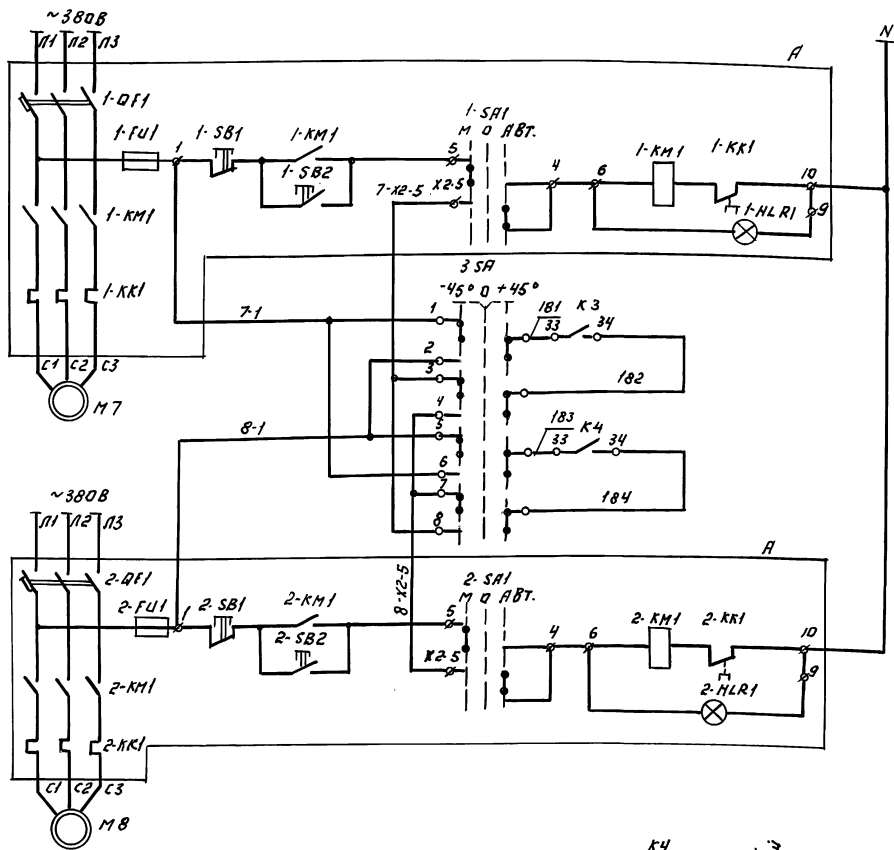 ~380В
Л1 Л2 Л3
N
А
1-QF1
1-FU1
1
1-SB1
1-KM1
1-SB2
1-SA1
М О АВТ.
5
7-X2-5
X2-5
4
6
1-KM1
1-KK1
10
9
1-HLR1
1-KM1
1-KK1
C1 C2 C3
М7
3 SA
-45° 0 +45°
7-1
1
2
3
4
5
6
7
8
181
33
K3
34
182
183
33
K4
34
184
8-1
8-X2-5
~380В
Л1 Л2 Л3
А
2-QF1
2-FU1
1
2-SB1
2-KM1
2-SB2
2-SA1
М О АВТ.
5
X2-5
4
6
2-KM1
2-KK1
10
9
2-HLR1
2-KM1
2-KK1
C1 C2 C3
М8
K4